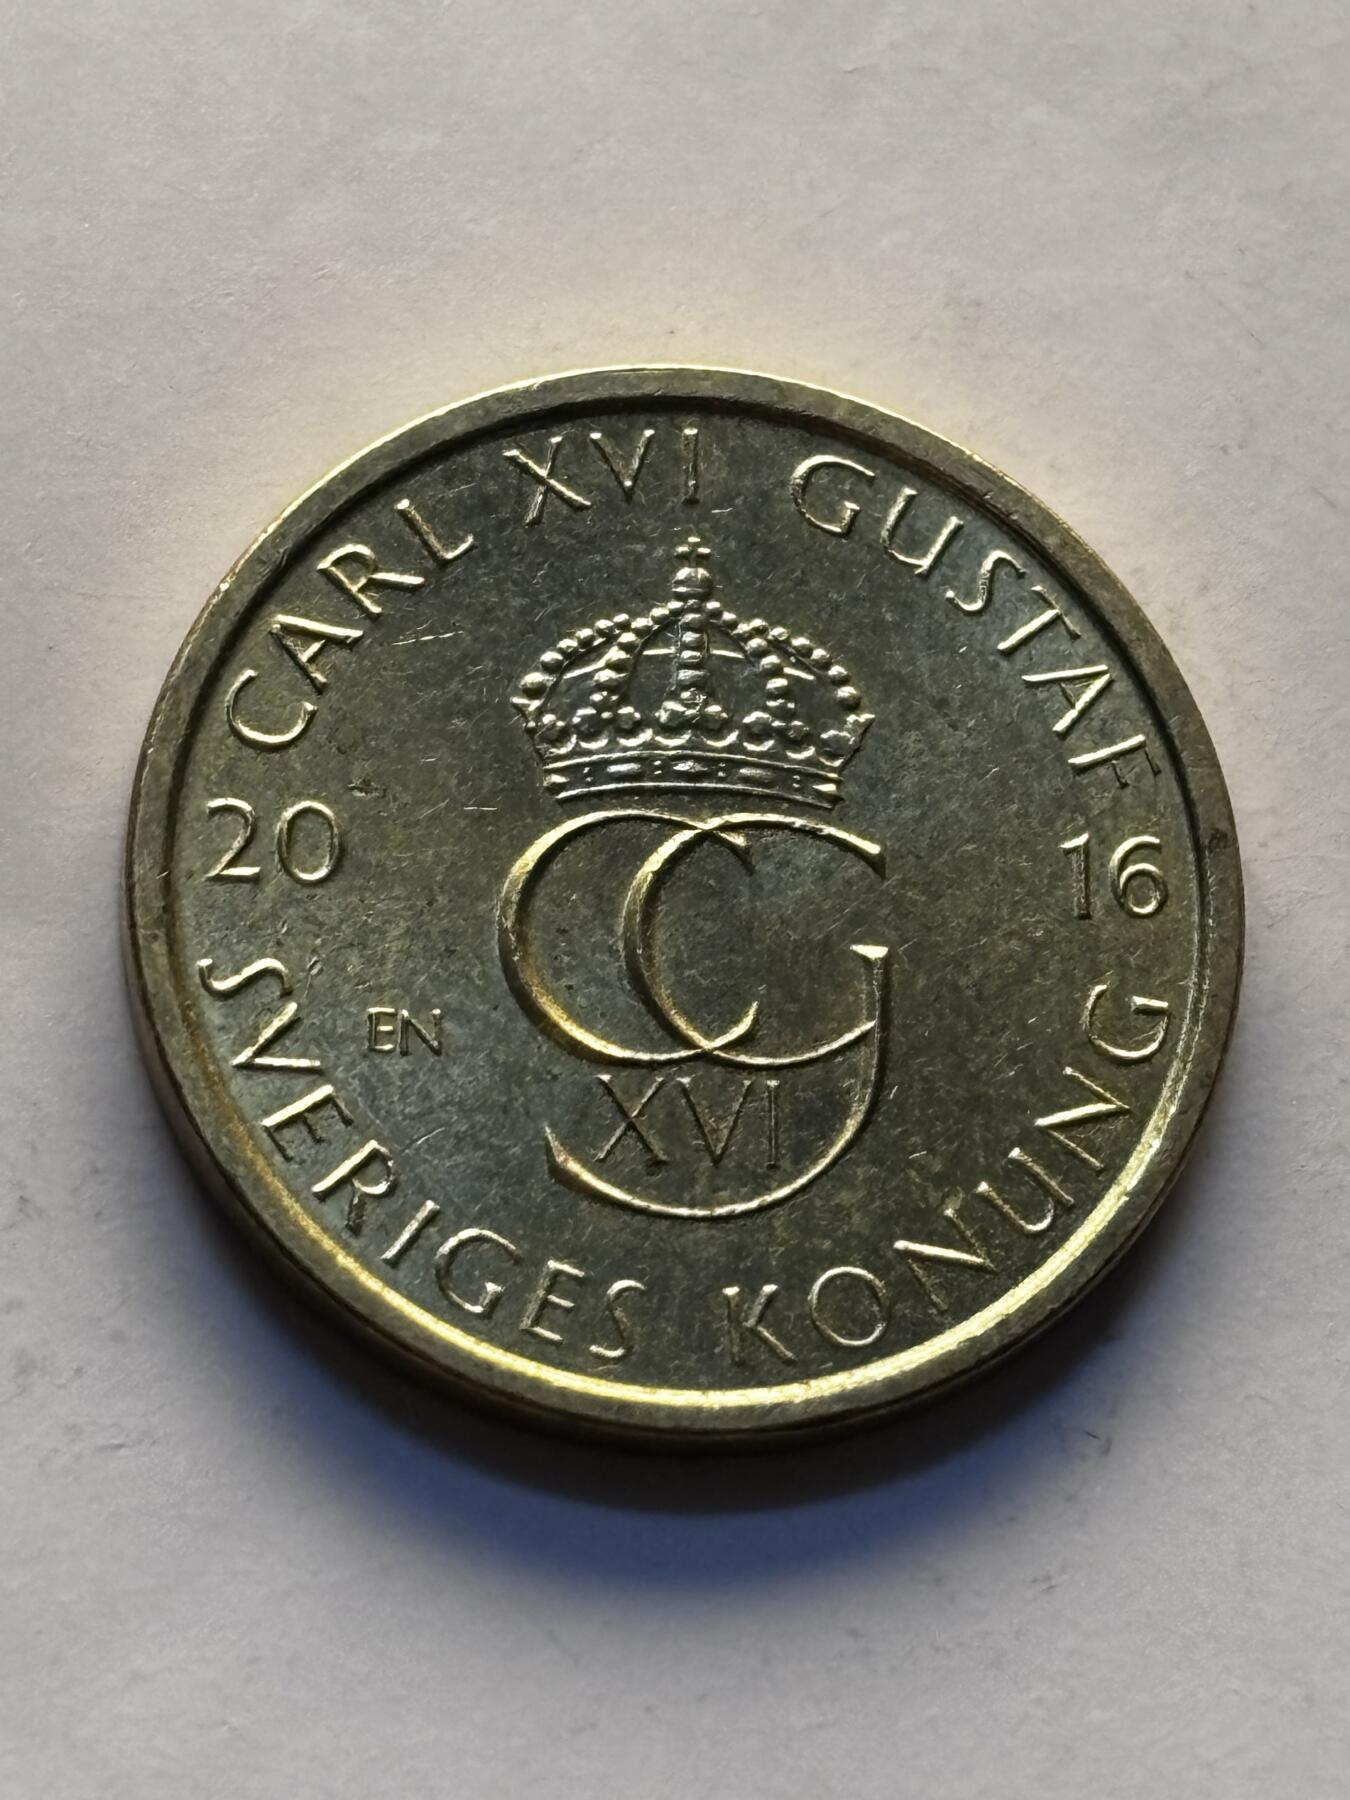 CARL XVI GUSTAF
20 16
EN
XVI
SVERIGES KONUNG